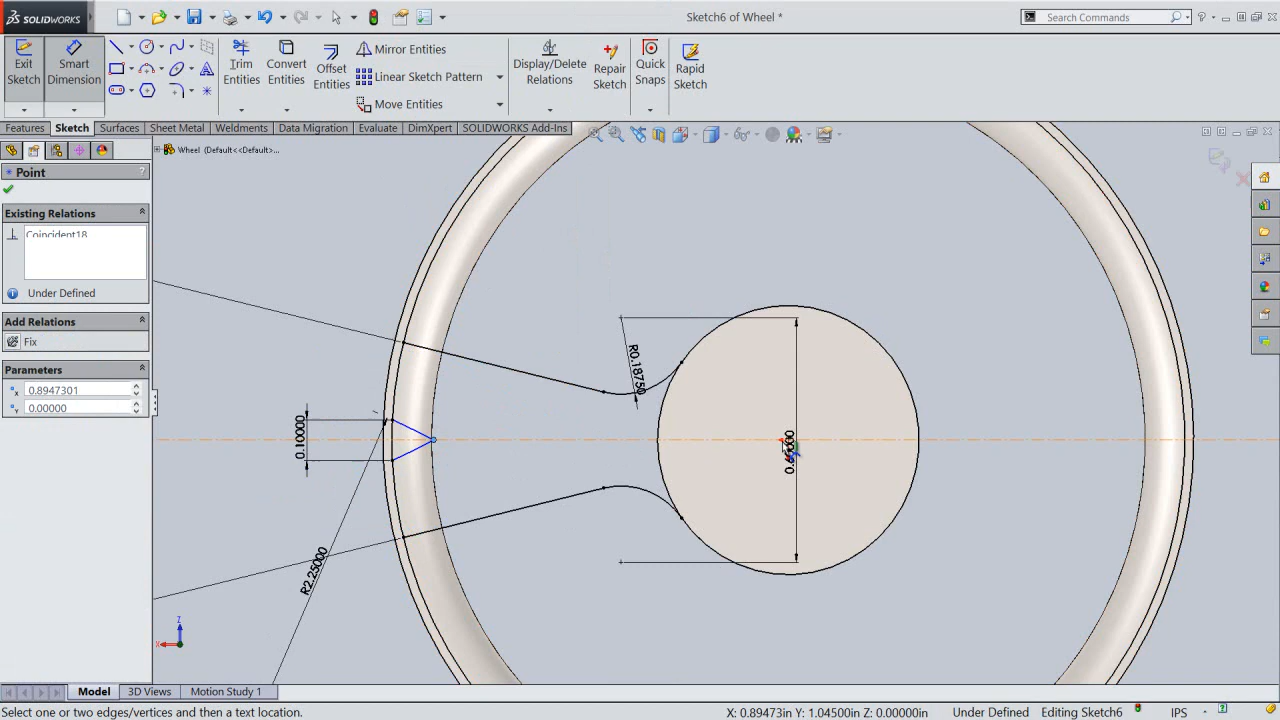 SOLIDWORKS
Sketch6 of Wheel *
Search Commands
Exit Sketch
Smart Dimension
Trim Entities
Convert Entities
Offset Entities
Mirror Entities
Linear Sketch Pattern
Move Entities
Display/Delete Relations
Repair Sketch
Quick Snaps
Rapid Sketch
Features
Sketch
Surfaces
Sheet Metal
Weldments
Data Migration
Evaluate
DimXpert
SOLIDWORKS Add-Ins
Wheel (Default<<Default>...
Point
?
Existing Relations
Coincident18
Under Defined
Add Relations
Fix
Parameters
0.8947301
0.00000
R0.18750
0.10000
R2.25000
Z
X
Model
3D Views
Motion Study 1
Select one or two edges/vertices and then a text location.
X: 0.89473in Y: 1.04500in Z: 0.00000in
Under Defined
Editing Sketch6
IPS